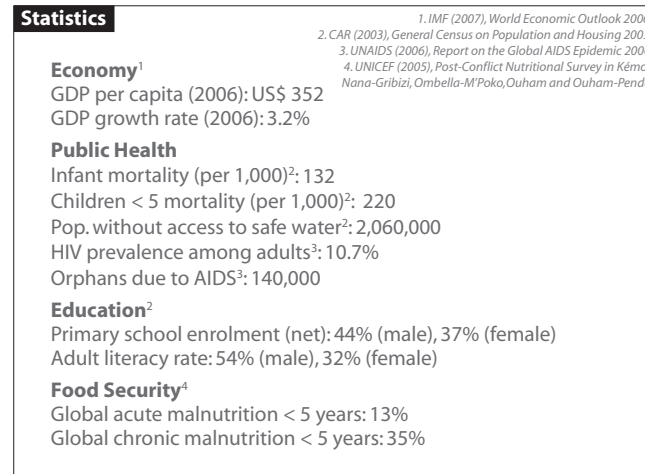 Statistics
1. IMF (2007), World Economic Outlook
2. CAR (2003), General Census on Population and Housing
3. UNAIDS (2006), Report on the Global AIDS Epidemic
4. UNICEF (2005), Post-Conflict Nutritional Survey in
Nana-Gribizi, Ombella-M'Poko,Ouham and
Economy¹
GDP per capita (2006): US$ 352
GDP growth rate (2006): 3.2%
Public Health
Infant mortality (per 1,000)²: 132
Children < 5 mortality (per 1,000)²: 220
Pop. without access to safe water²: 2,060,000
HIV prevalence among adults³: 10.7%
Orphans due to AIDS³: 140,000
Education²
Primary school enrolment (net): 44% (male), 37% (female)
Adult literacy rate: 54% (male), 32% (female)
Food Security⁴
Global acute malnutrition < 5 years: 13%
Global chronic malnutrition < 5 years: 35%